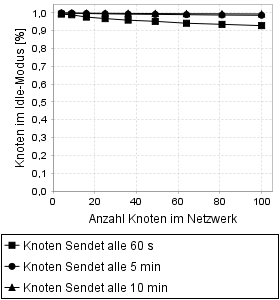 Knoten im Idle-Modus [%]
1,0
0,9
0,8
0,7
0,6
0,5
0,4
0,3
0,2
0,1
0,0
0 20 40 60 80 100
Anzahl Knoten im Netzwerk
Knoten Sendet alle 60 s
Knoten Sendet alle 5 min
Knoten Sendet alle 10 min